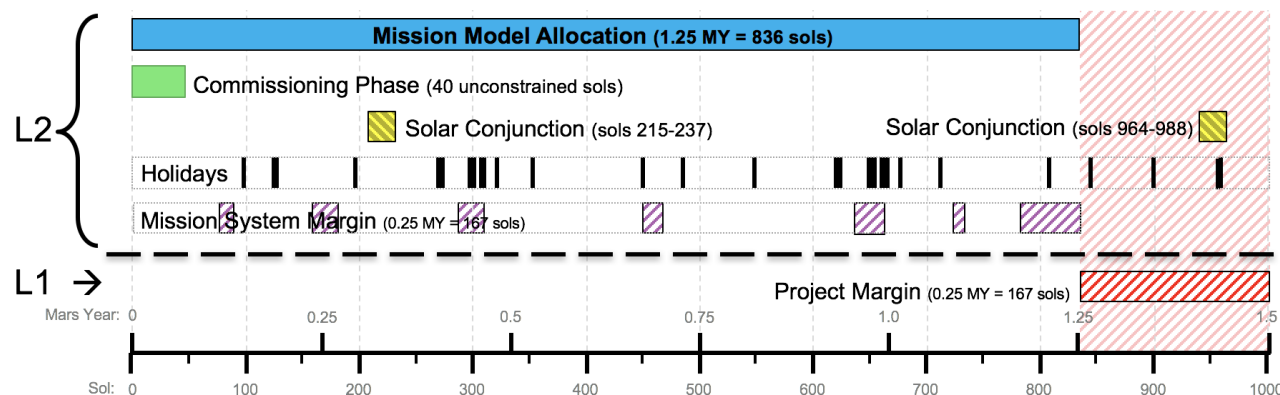 Mission Model Allocation (1.25 MY = 836 sols)
Commissioning Phase (40 unconstrained sols)
L2
Solar Conjunction (sols 215-237)
Solar Conjunction (sols 964-988)
Holidays
Mission System Margin (0.25 MY = 167 sols)
L1 →
Project Margin (0.25 MY = 167 sols)
Mars Year: 0 0.25 0.5 0.75 1.0 1.25 1.5
Sol: 0 100 200 300 400 500 600 700 800 900 1000